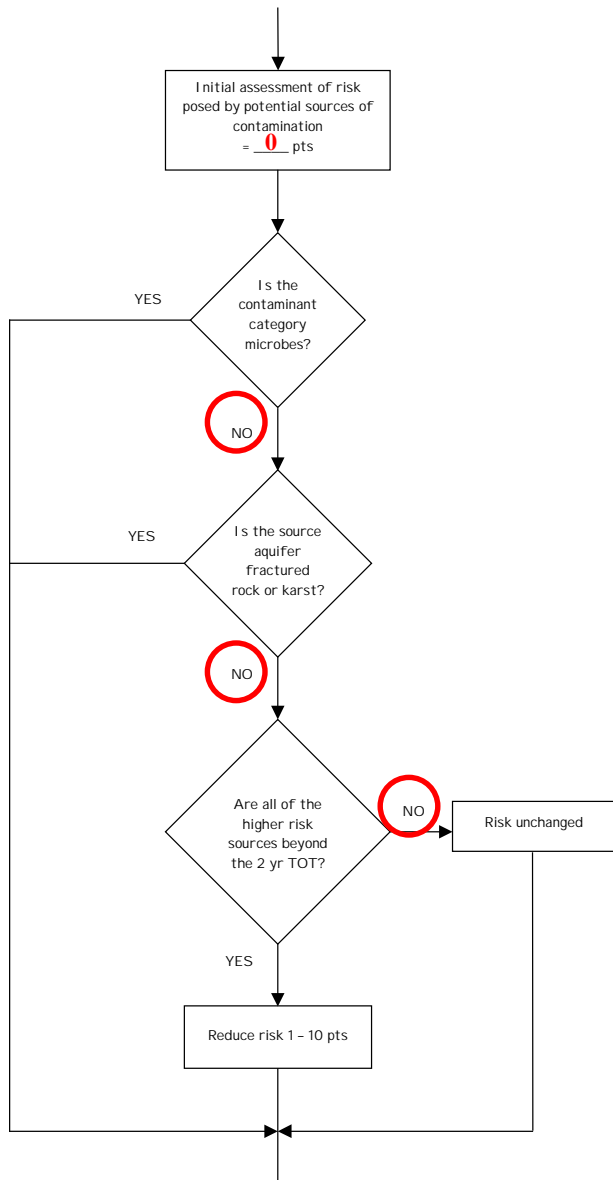 Initial assessment of risk
posed by potential sources of
contamination
= __0__ pts
Is the
contaminant
category
microbes?
YES
NO
Is the source
aquifer
fractured
rock or karst?
YES
NO
Are all of the
higher risk
sources beyond
the 2 yr TOT?
NO
Risk unchanged
YES
Reduce risk 1 – 10 pts